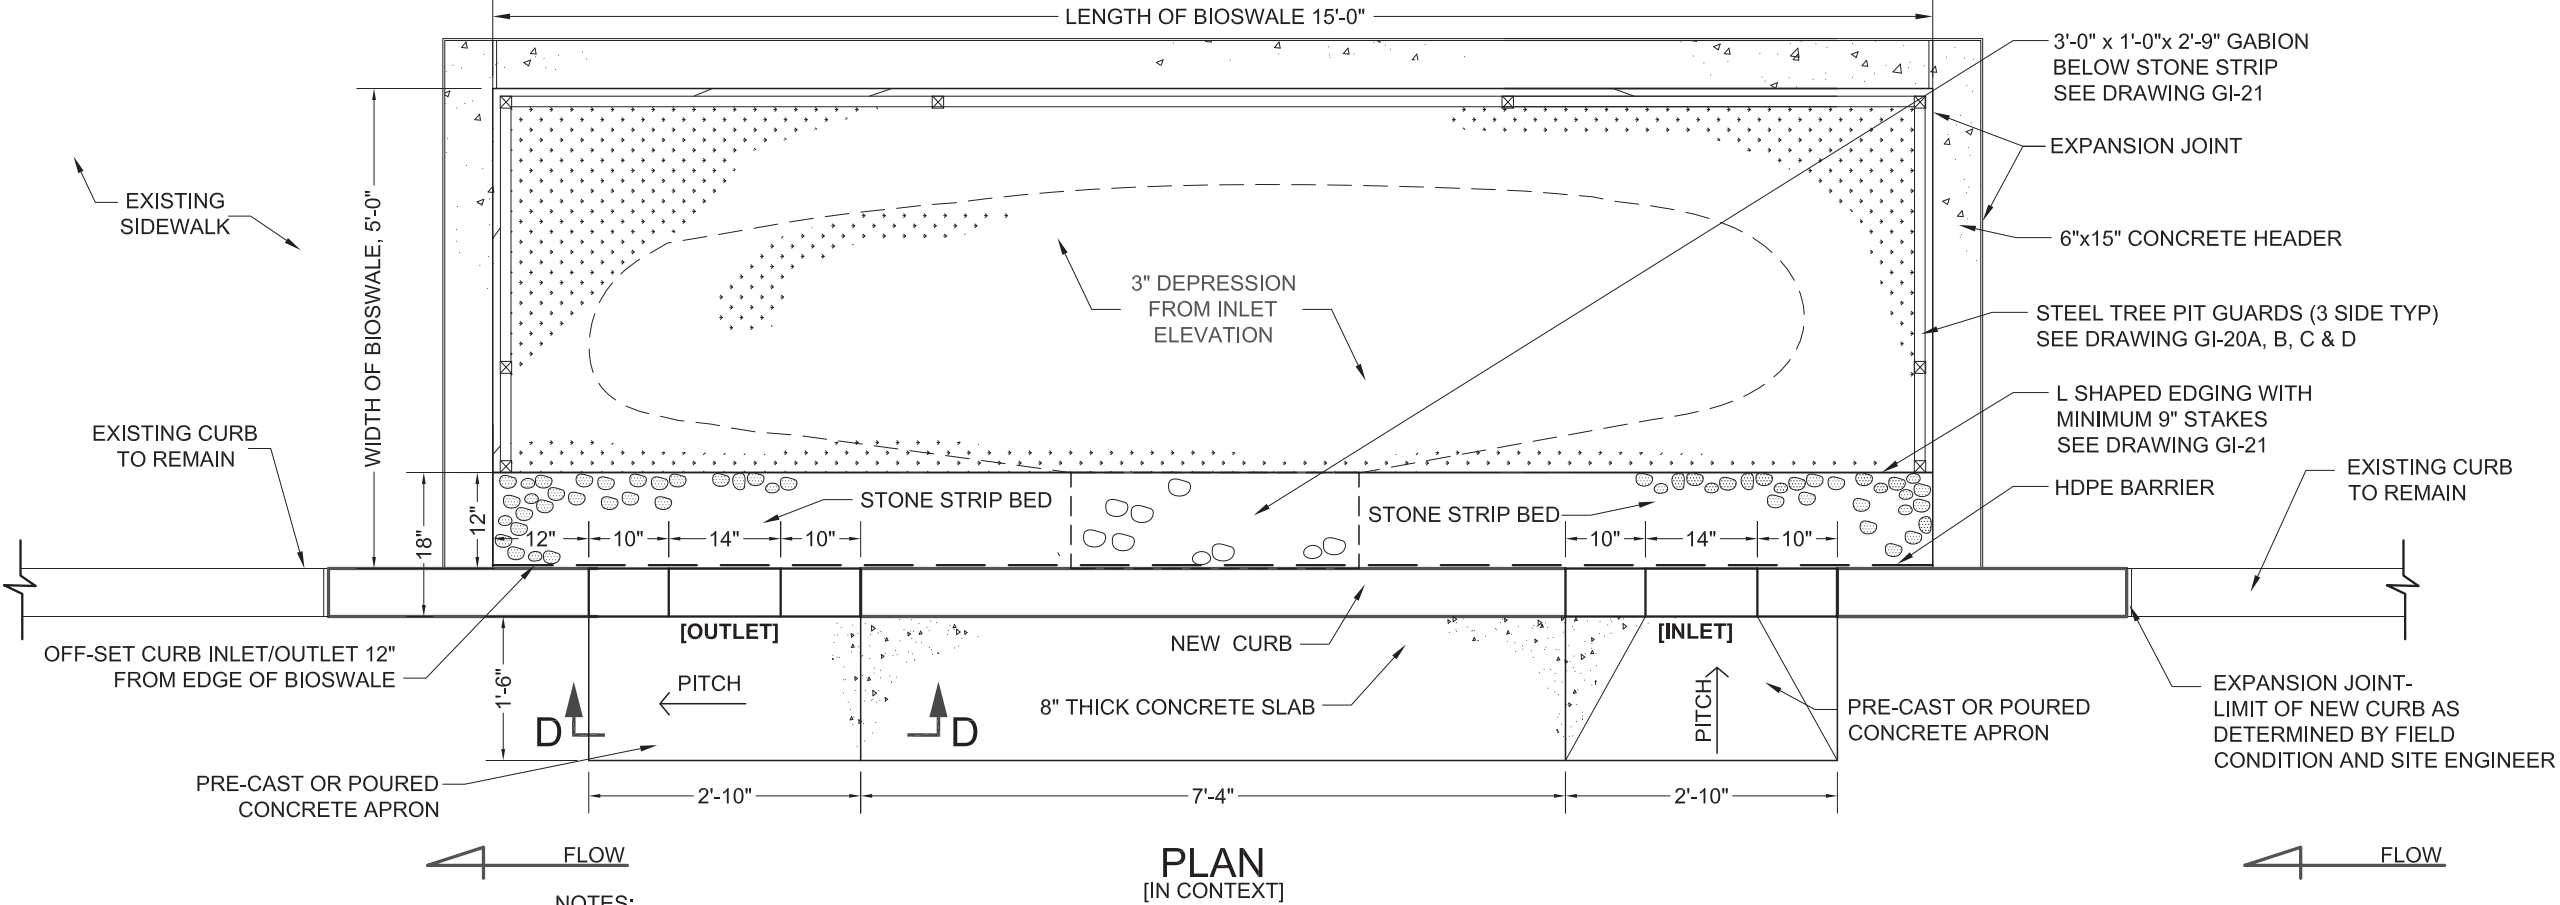 LENGTH OF BIOSWALE 15'-0"
3'-0" x 1'-0"x 2'-9" GABION
BELOW STONE STRIP
SEE DRAWING GI-21
EXPANSION JOINT
EXISTING
SIDEWALK
WIDTH OF BIOSWALE, 5'-0"
6"x15" CONCRETE HEADER
3" DEPRESSION
FROM INLET
ELEVATION
STEEL TREE PIT GUARDS (3 SIDE TYP)
SEE DRAWING GI-20A, B, C & D
L SHAPED EDGING WITH
MINIMUM 9" STAKES
SEE DRAWING GI-21
EXISTING CURB
TO REMAIN
EXISTING CURB
TO REMAIN
HDPE BARRIER
STONE STRIP BED
STONE STRIP BED
18"
12"
12"
10"
14"
10"
10"
14"
10"
[OUTLET]
[INLET]
NEW CURB
OFF-SET CURB INLET/OUTLET 12"
FROM EDGE OF BIOSWALE
1'-6"
PITCH
PITCH
D
D
8" THICK CONCRETE SLAB
PRE-CAST OR POURED
CONCRETE APRON
EXPANSION JOINT-
LIMIT OF NEW CURB AS
DETERMINED BY FIELD
CONDITION AND SITE ENGINEER
PRE-CAST OR POURED
CONCRETE APRON
2'-10"
7'-4"
2'-10"
FLOW
PLAN
[IN CONTEXT]
FLOW
NOTES: